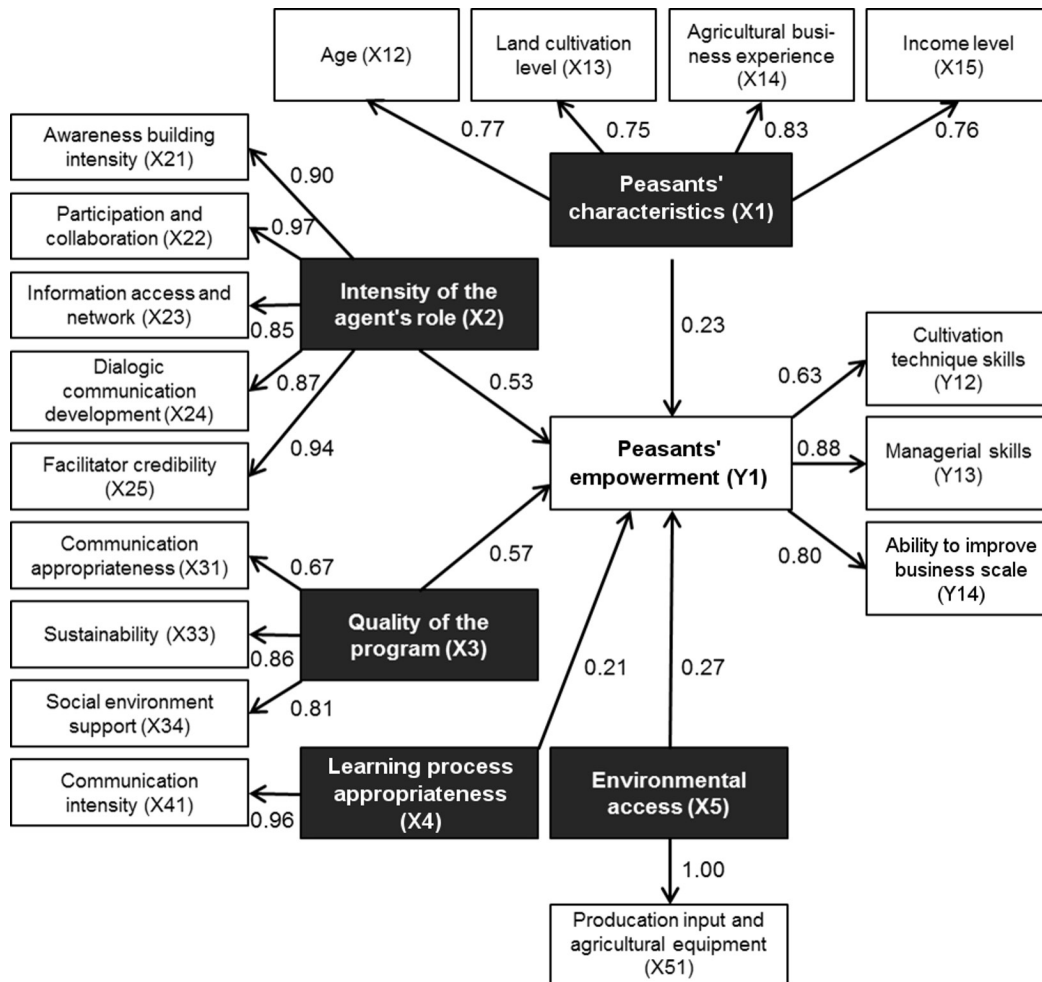 Age (X12)
Land cultivation
level (X13)
Agricultural busi-
ness experience
(X14)
Income level
(X15)
0.77
0.75
0.83
0.76
Peasants'
characteristics (X1)
Awareness building
intensity (X21)
0.90
Participation and
collaboration (X22)
0.97
Information access and
network (X23)
0.85
Dialogic
communication
development (X24)
0.87
Facilitator credibility
(X25)
0.94
Intensity of the
agent's role (X2)
0.53
0.23
Peasants'
empowerment (Y1)
0.63
Cultivation
technique skills
(Y12)
0.88
Managerial skills
(Y13)
0.80
Ability to improve
business scale
(Y14)
Communication
appropriateness (X31)
0.67
Sustainability (X33)
0.86
Social environment
support (X34)
0.81
Quality of the
program (X3)
0.57
Communication
intensity (X41)
0.96
Learning process
appropriateness
(X4)
0.21
0.27
Environmental
access (X5)
1.00
Producation input and
agricultural equipment
(X51)